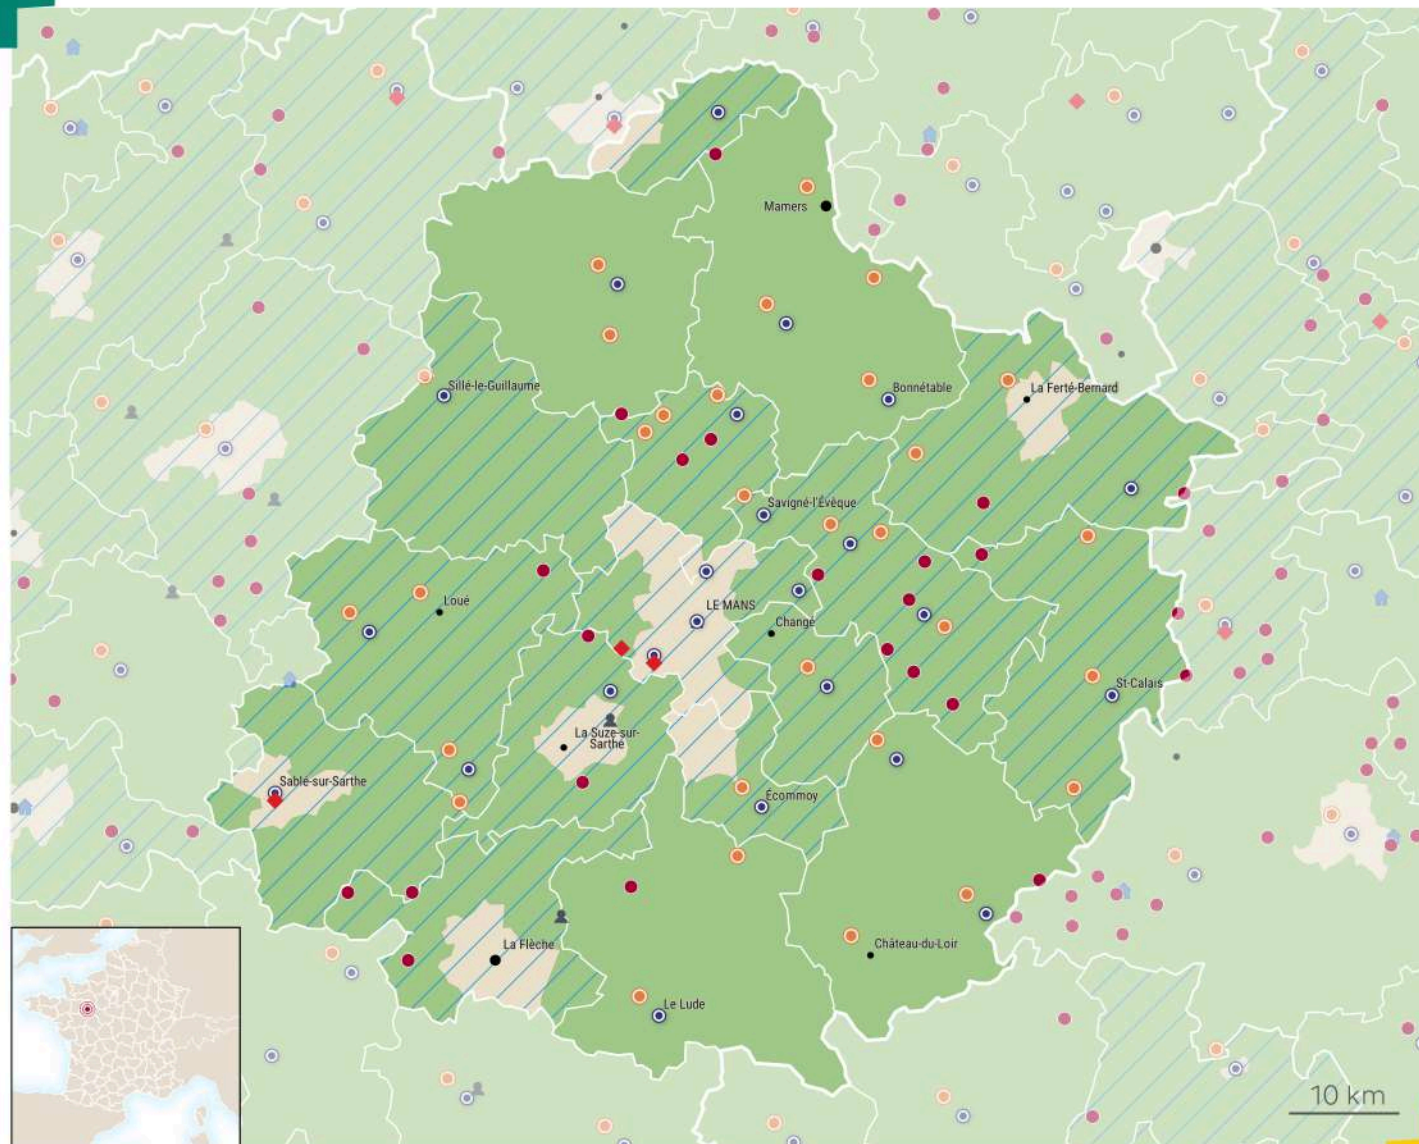 Mamers
Sillé-le-Guillaume
Bonnétable
La Ferté-Bernard
Savigné-l'Évêque
Loué
LE MANS
Changé
St-Calais
La Suze-sur-
Sarthe
Sablé-sur-Sarthe
Écommoy
La Flèche
Château-du-Loir
Le Lude
10 km